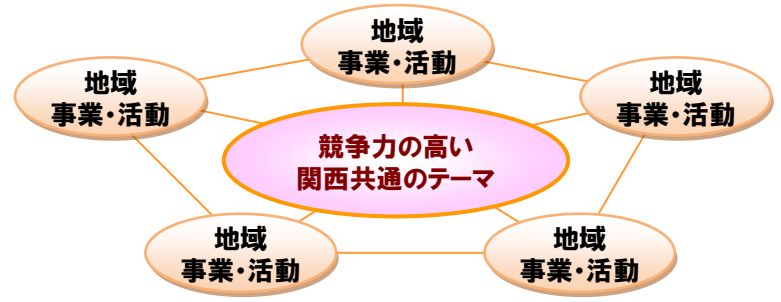 地域
事業・活動
地域
事業・活動
地域
事業・活動
競争力の高い
関西共通のテーマ
地域
事業・活動
地域
事業・活動